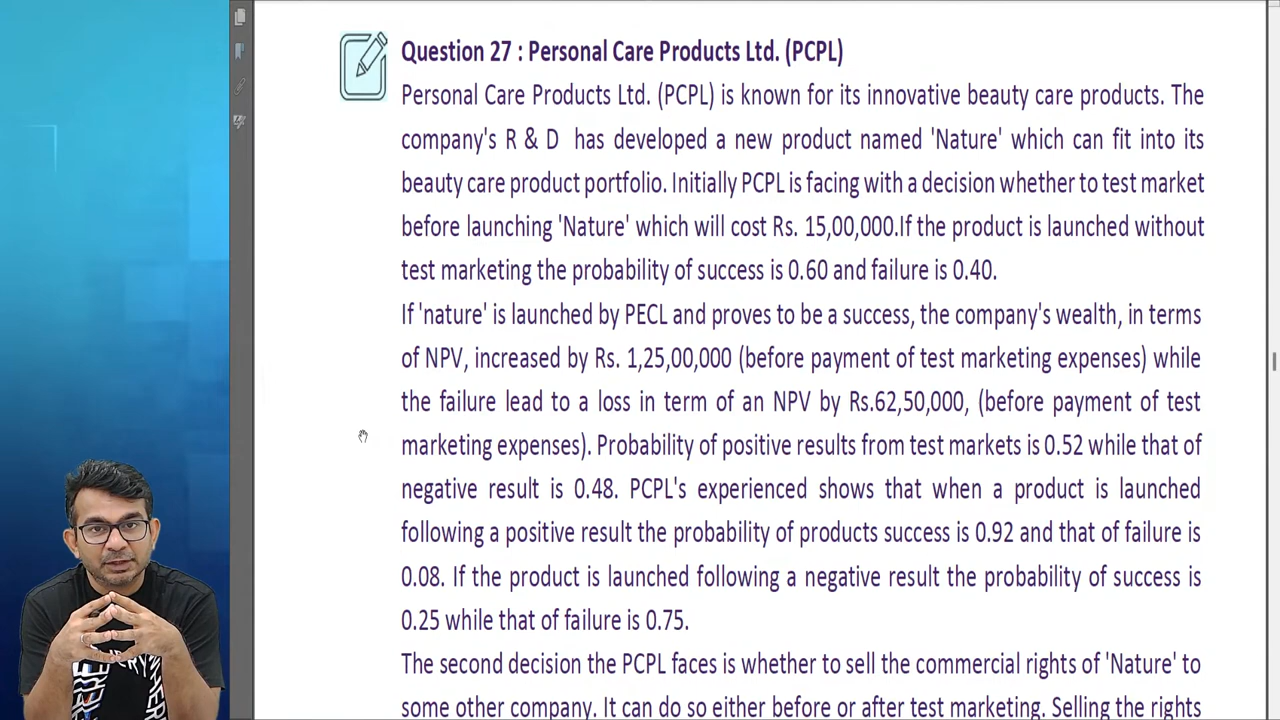 Question 27 : Personal Care Products Ltd. (PCPL)
Personal Care Products Ltd. (PCPL) is known for its innovative beauty care products. The
company's R & D has developed a new product named 'Nature' which can fit into its
beauty care product portfolio. Initially PCPL is facing with a decision whether to test market
before launching 'Nature' which will cost Rs. 15,00,000.If the product is launched without
test marketing the probability of success is 0.60 and failure is 0.40.
If 'nature' is launched by PECL and proves to be a success, the company's wealth, in terms
of NPV, increased by Rs. 1,25,00,000 (before payment of test marketing expenses) while
the failure lead to a loss in term of an NPV by Rs.62,50,000, (before payment of test
marketing expenses). Probability of positive results from test markets is 0.52 while that of
negative result is 0.48. PCPL's experienced shows that when a product is launched
following a positive result the probability of products success is 0.92 and that of failure is
0.08. If the product is launched following a negative result the probability of success is
0.25 while that of failure is 0.75.
The second decision the PCPL faces is whether to sell the commercial rights of 'Nature' to
some other company. It can do so either before or after test marketing. Selling the rights